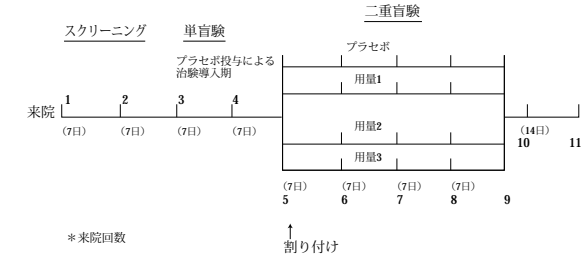 二重盲験
スクリーニング 単盲験
プラセボ
プラセボ投与による
治験導入期
用量1
1 2 3 4
来院
用量2
(7日) (7日) (7日) (7日) (14日)
10 11
用量3
(7日) (7日) (7日) (7日)
5 6 7 8 9
*来院回数
割り付け